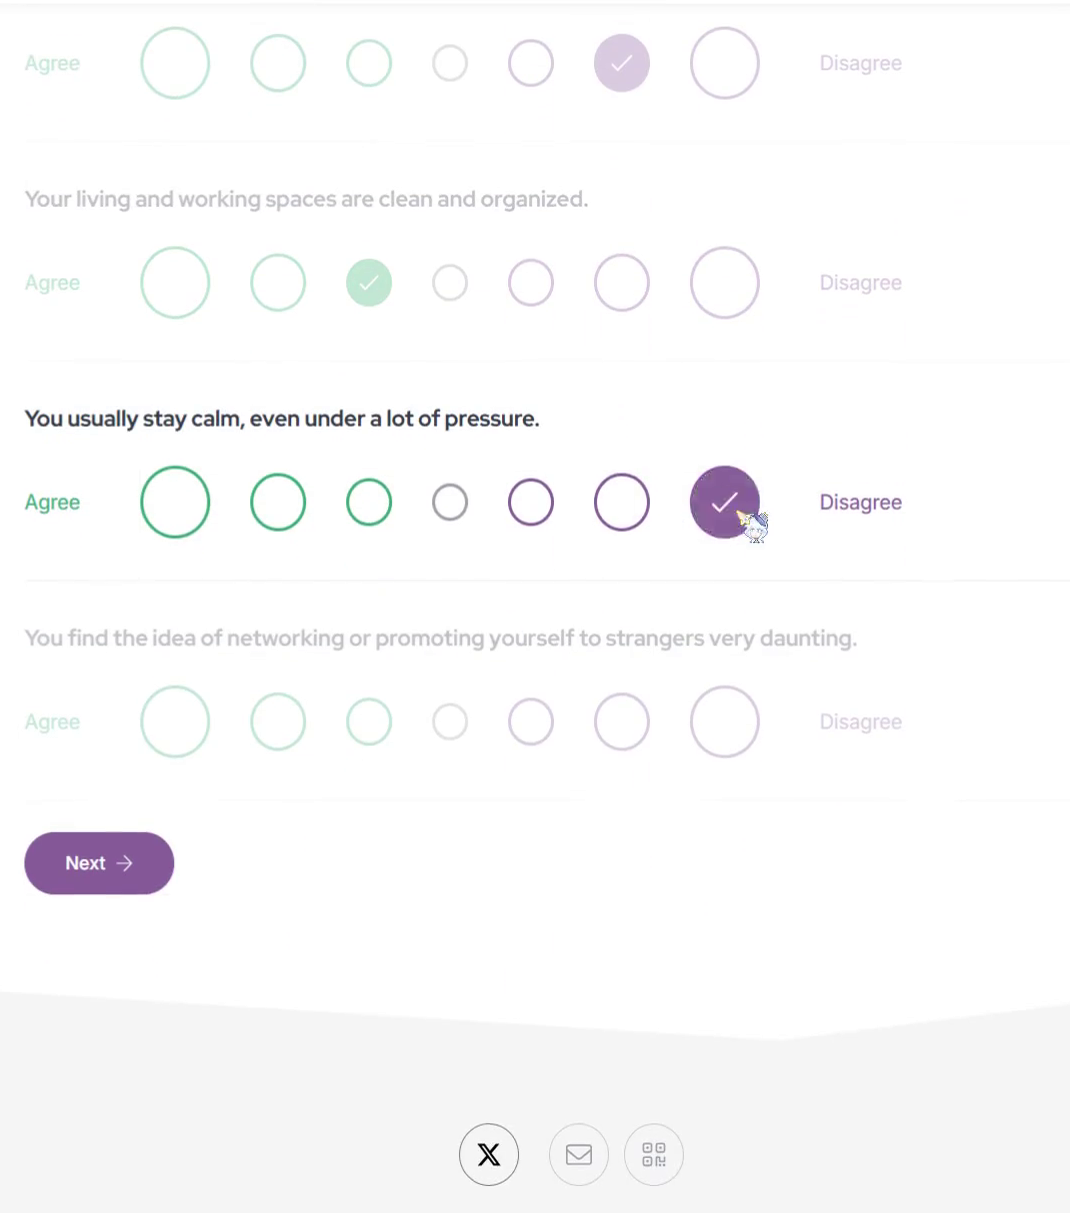 Agree Disagree
Your living and working spaces are clean and organized.
Agree Disagree
You usually stay calm, even under a lot of pressure.
Agree Disagree
You find the idea of networking or promoting yourself to strangers very daunting.
Agree Disagree
Next →
X